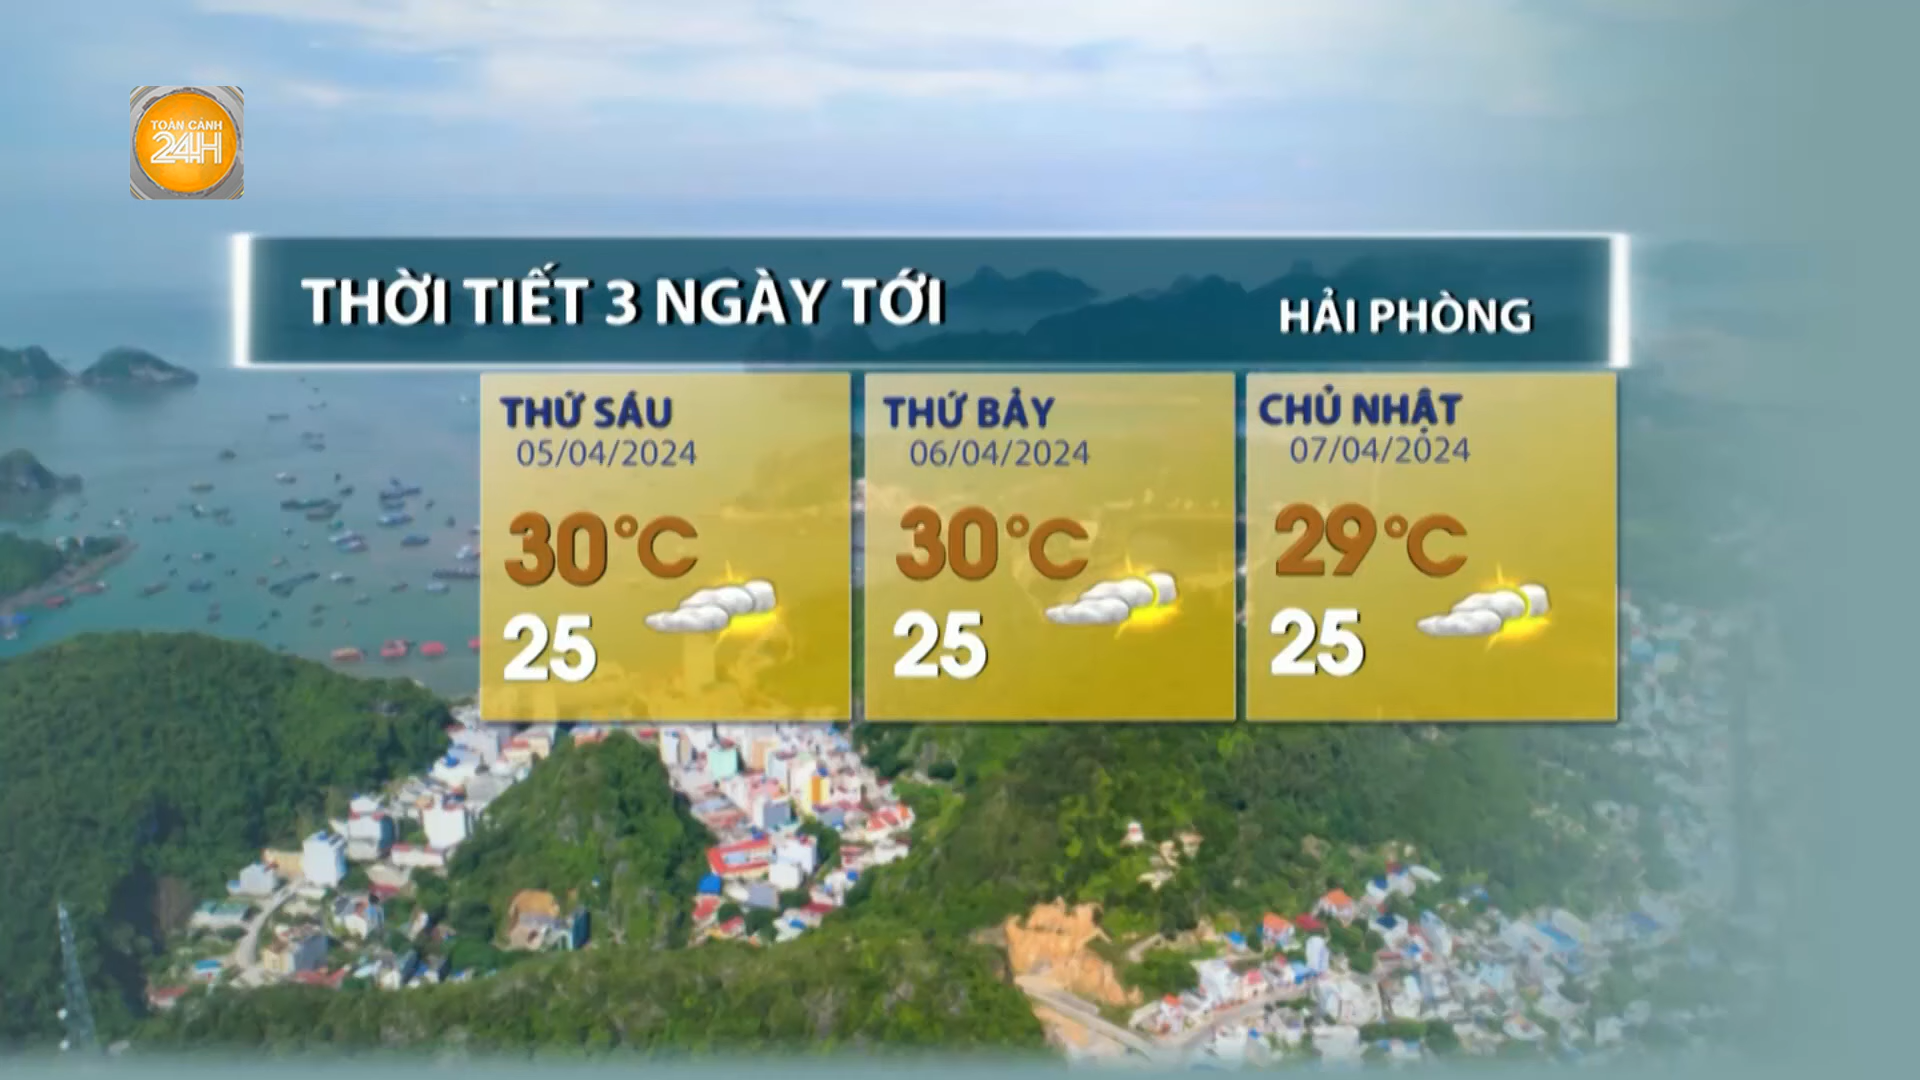 TOÀN CẢNH
24H
THỜI TIẾT 3 NGÀY TỚI
HẢI PHÒNG
THỨ SÁU
05/04/2024
30°C
25
THỨ BẢY
06/04/2024
30°C
25
CHỦ NHẬT
07/04/2024
29°C
25